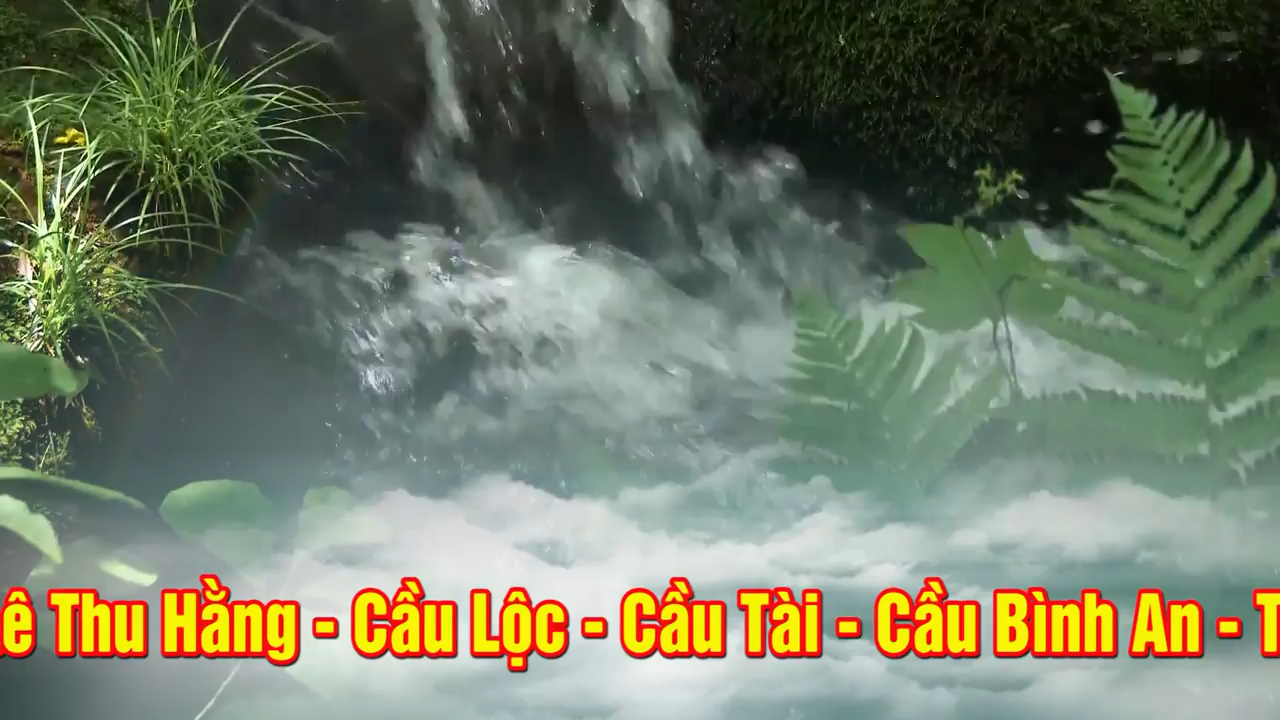 ê Thu Hằng - Cầu Lộc - Cầu Tài - Cầu Bình An - T